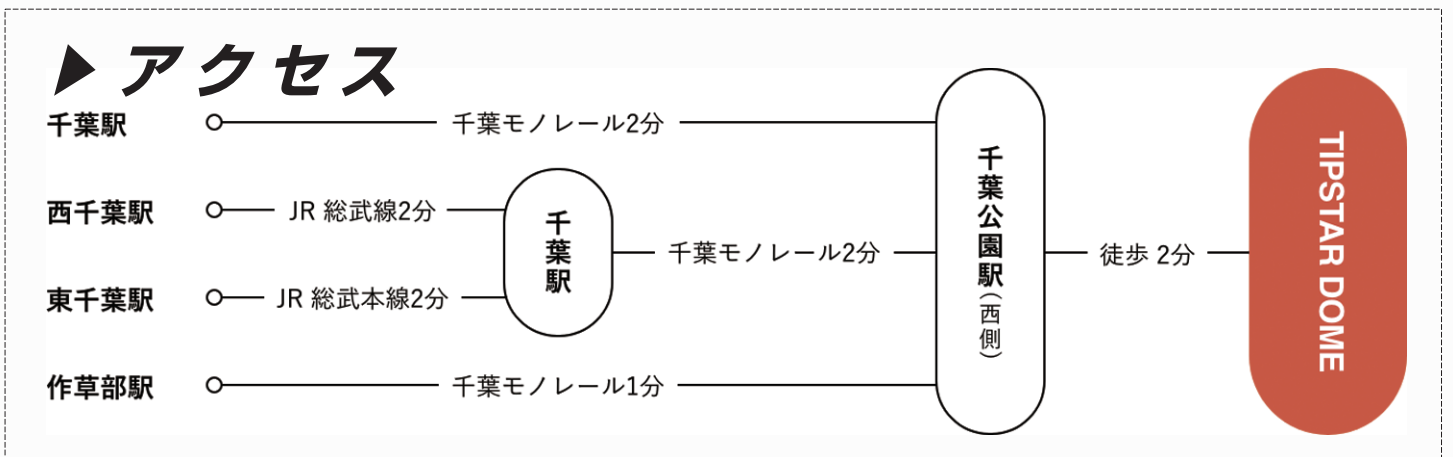 ▶アクセス
千葉駅
千葉モノレール2分
西千葉駅
JR 総武線2分
東千葉駅
JR 総武本線2分
千葉駅
千葉モノレール2分
作草部駅
千葉モノレール1分
千葉公園駅(西側)
徒歩 2分
TIPSTAR DOME